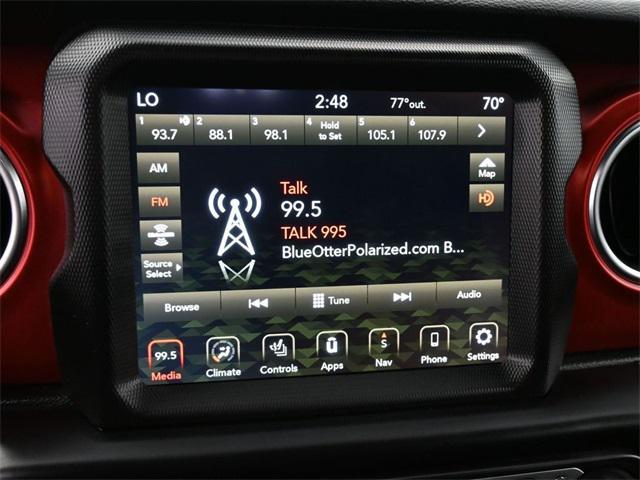 LO 2:48 77°out. 70°
1 93.7 HD 2 88.1 3 98.1 4 Hold to Set 5 105.1 6 107.9
AM
Map
FM
HD
Talk
99.5
TALK 995
BlueOtterPolarized.com B...
Source
Select
Browse Tune Audio
99.5 S
Media Climate Controls Apps Nav Phone Settings